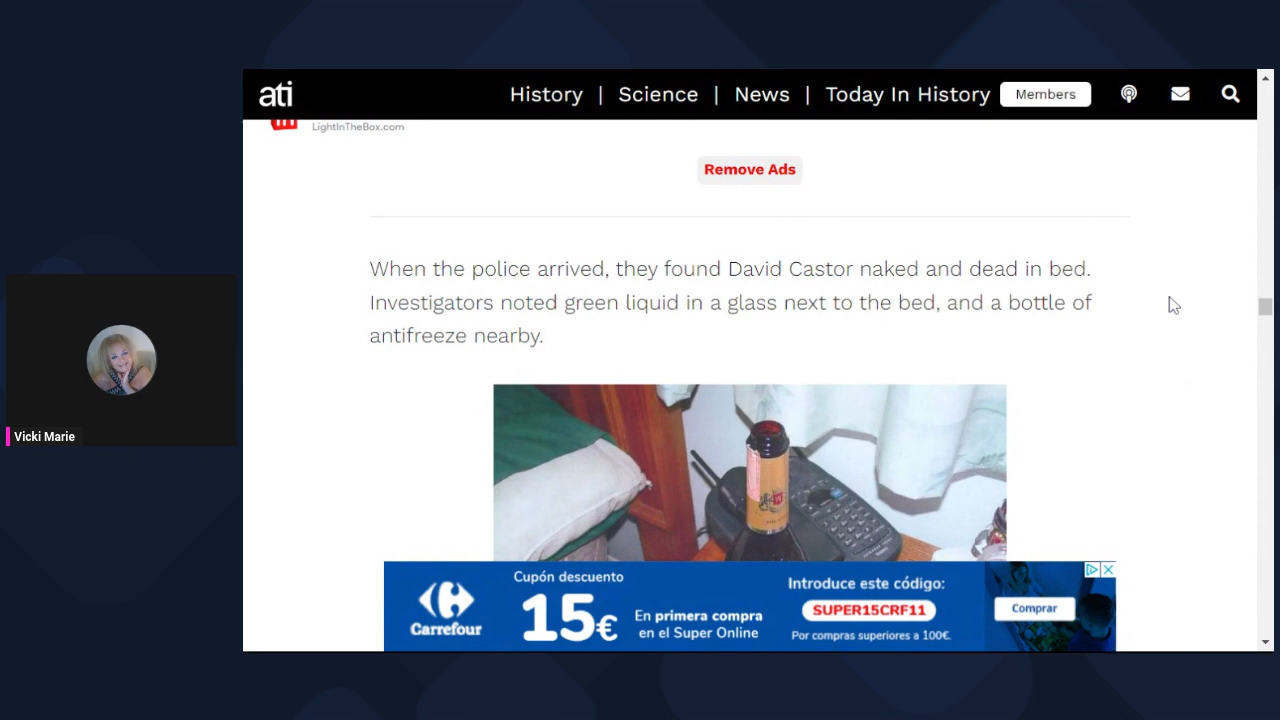 ati
History | Science | News | Today In History
Members
LightInTheBox.com
Remove Ads
When the police arrived, they found David Castor naked and dead in bed.
Investigators noted green liquid in a glass next to the bed, and a bottle of
antifreeze nearby.
Vicki Marie
Carrefour
Cupón descuento
15€
En primera compra
en el Super Online
Introduce este código:
SUPER15CRF11
Por compras superiores a 100€.
Comprar